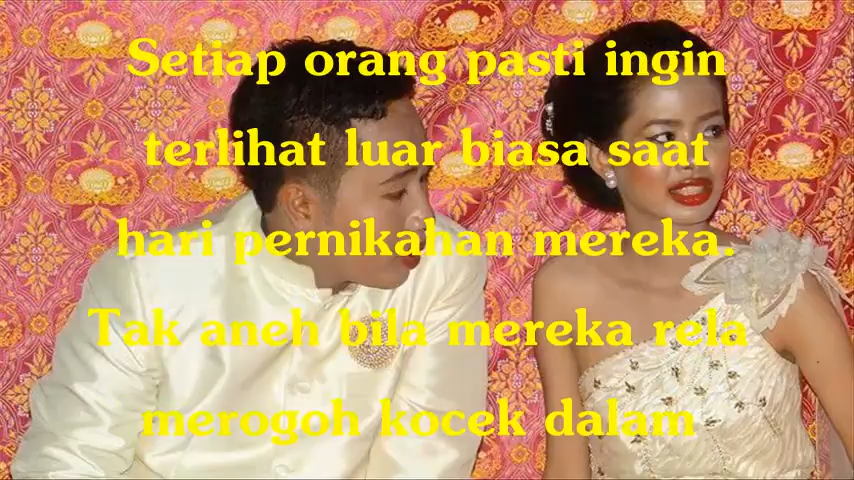 Setiap orang pasti ingin
terlihat luar biasa saat
hari pernikahan mereka.
Tak aneh bila mereka rela
merogoh kocek dalam